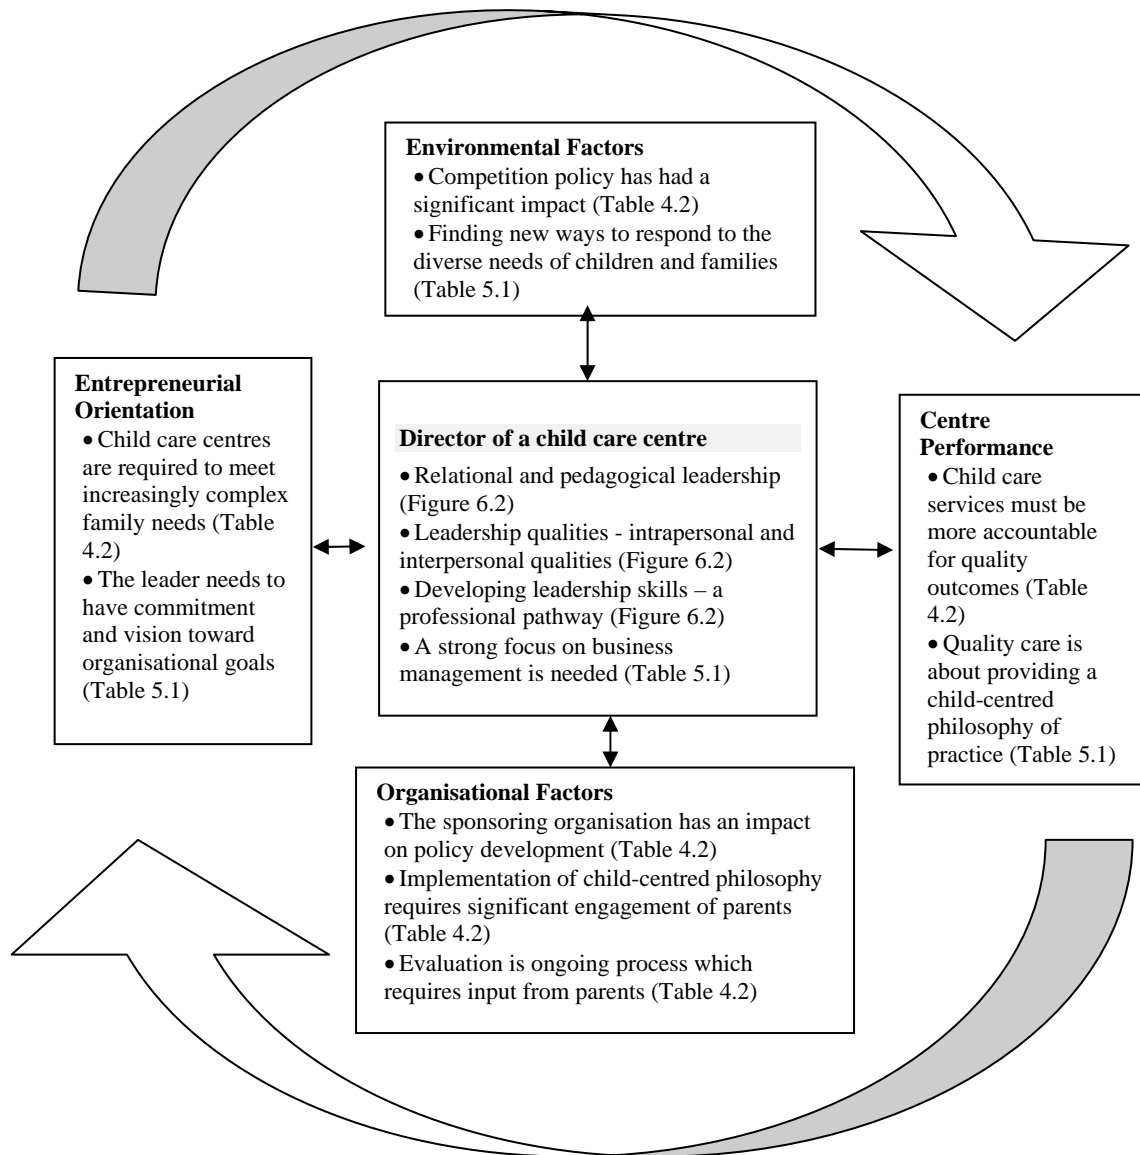 Environmental Factors
• Competition policy has had a
significant impact (Table 4.2)
• Finding new ways to respond to the
diverse needs of children and families
(Table 5.1)
Entrepreneurial
Orientation
• Child care centres
are required to meet
increasingly complex
family needs (Table
4.2)
• The leader needs to
have commitment
and vision toward
organisational goals
(Table 5.1)
Director of a child care centre
• Relational and pedagogical leadership
(Figure 6.2)
• Leadership qualities - intrapersonal and
interpersonal qualities (Figure 6.2)
• Developing leadership skills – a
professional pathway (Figure 6.2)
• A strong focus on business
management is needed (Table 5.1)
Centre
Performance
• Child care
services must be
more accountable
for quality
outcomes (Table
4.2)
• Quality care is
about providing a
child-centred
philosophy of
practice (Table 5.1)
Organisational Factors
• The sponsoring organisation has an impact
on policy development (Table 4.2)
• Implementation of child-centred philosophy
requires significant engagement of parents
(Table 4.2)
• Evaluation is ongoing process which
requires input from parents (Table 4.2)